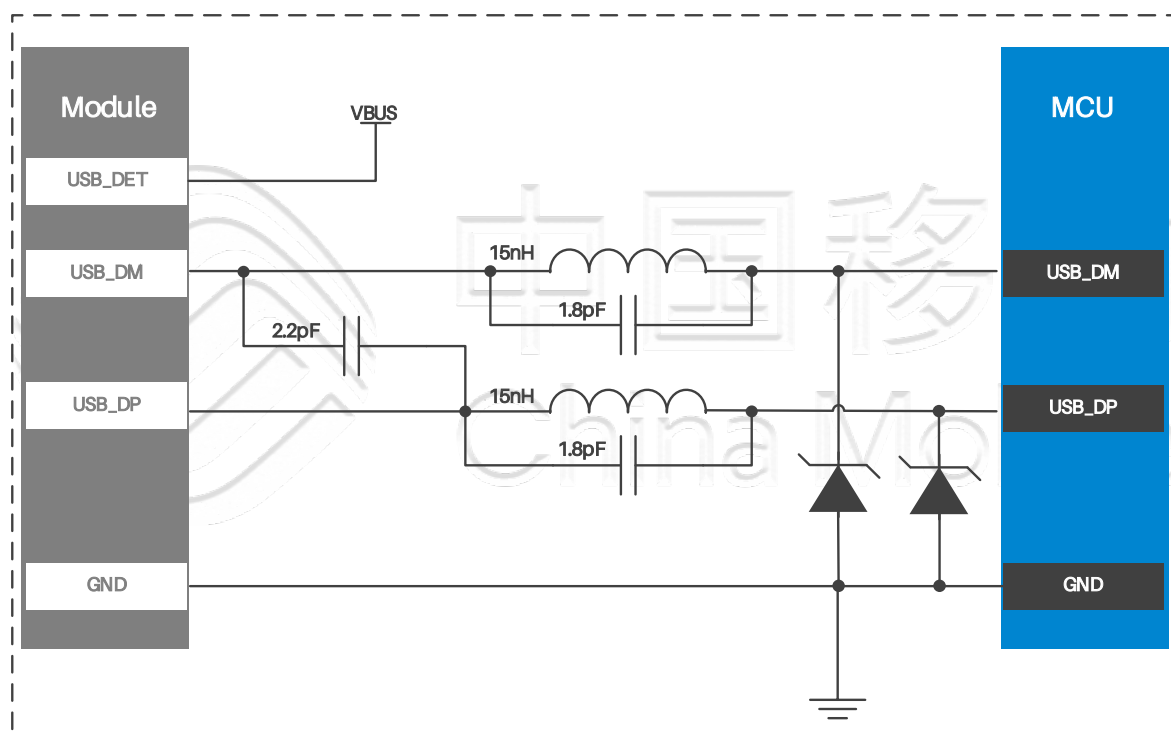 Module
MCU
VBUS
USB_DET
中国移
15nH
USB_DM
USB_DM
1.8pF
2.2pF
15nH
USB_DP
USB_DP
China Mo
1.8pF
GND
GND